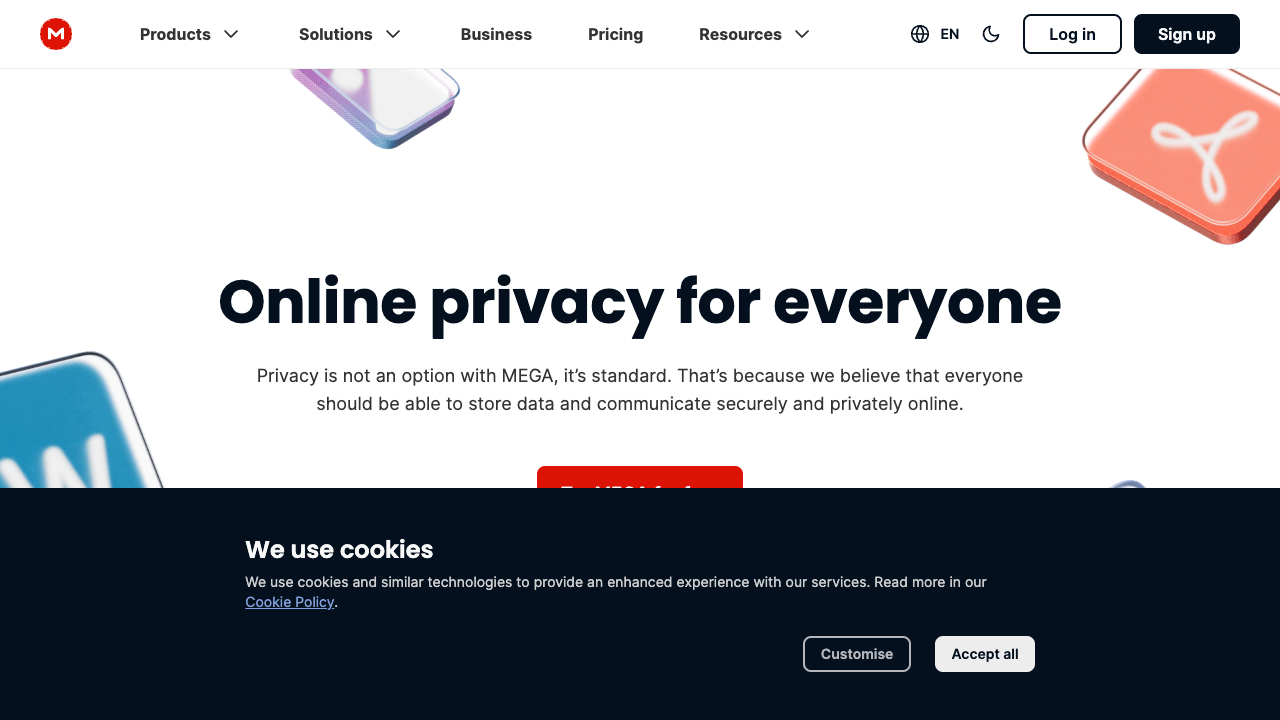 M
Products
Solutions
Business
Pricing
Resources
EN
Log in
Sign up
Online privacy for everyone
Privacy is not an option with MEGA, it’s standard. That’s because we believe that everyone
should be able to store data and communicate securely and privately online.
W
We use cookies
We use cookies and similar technologies to provide an enhanced experience with our services. Read more in our
Cookie Policy.
Customise
Accept all